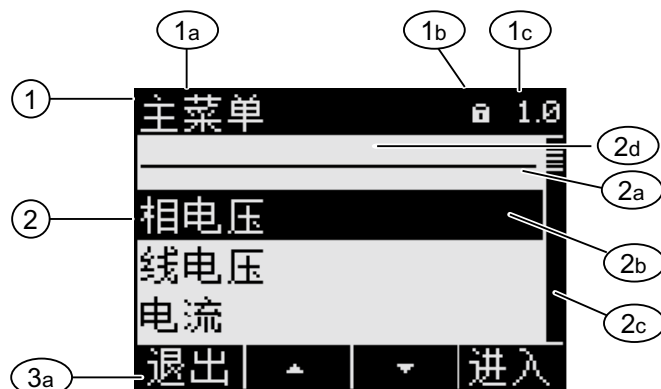 1a 1b 1c
1 主菜单 1.0
2d
2a
2 相电压
2b
线电压
2c
电流
3a 退出 进入